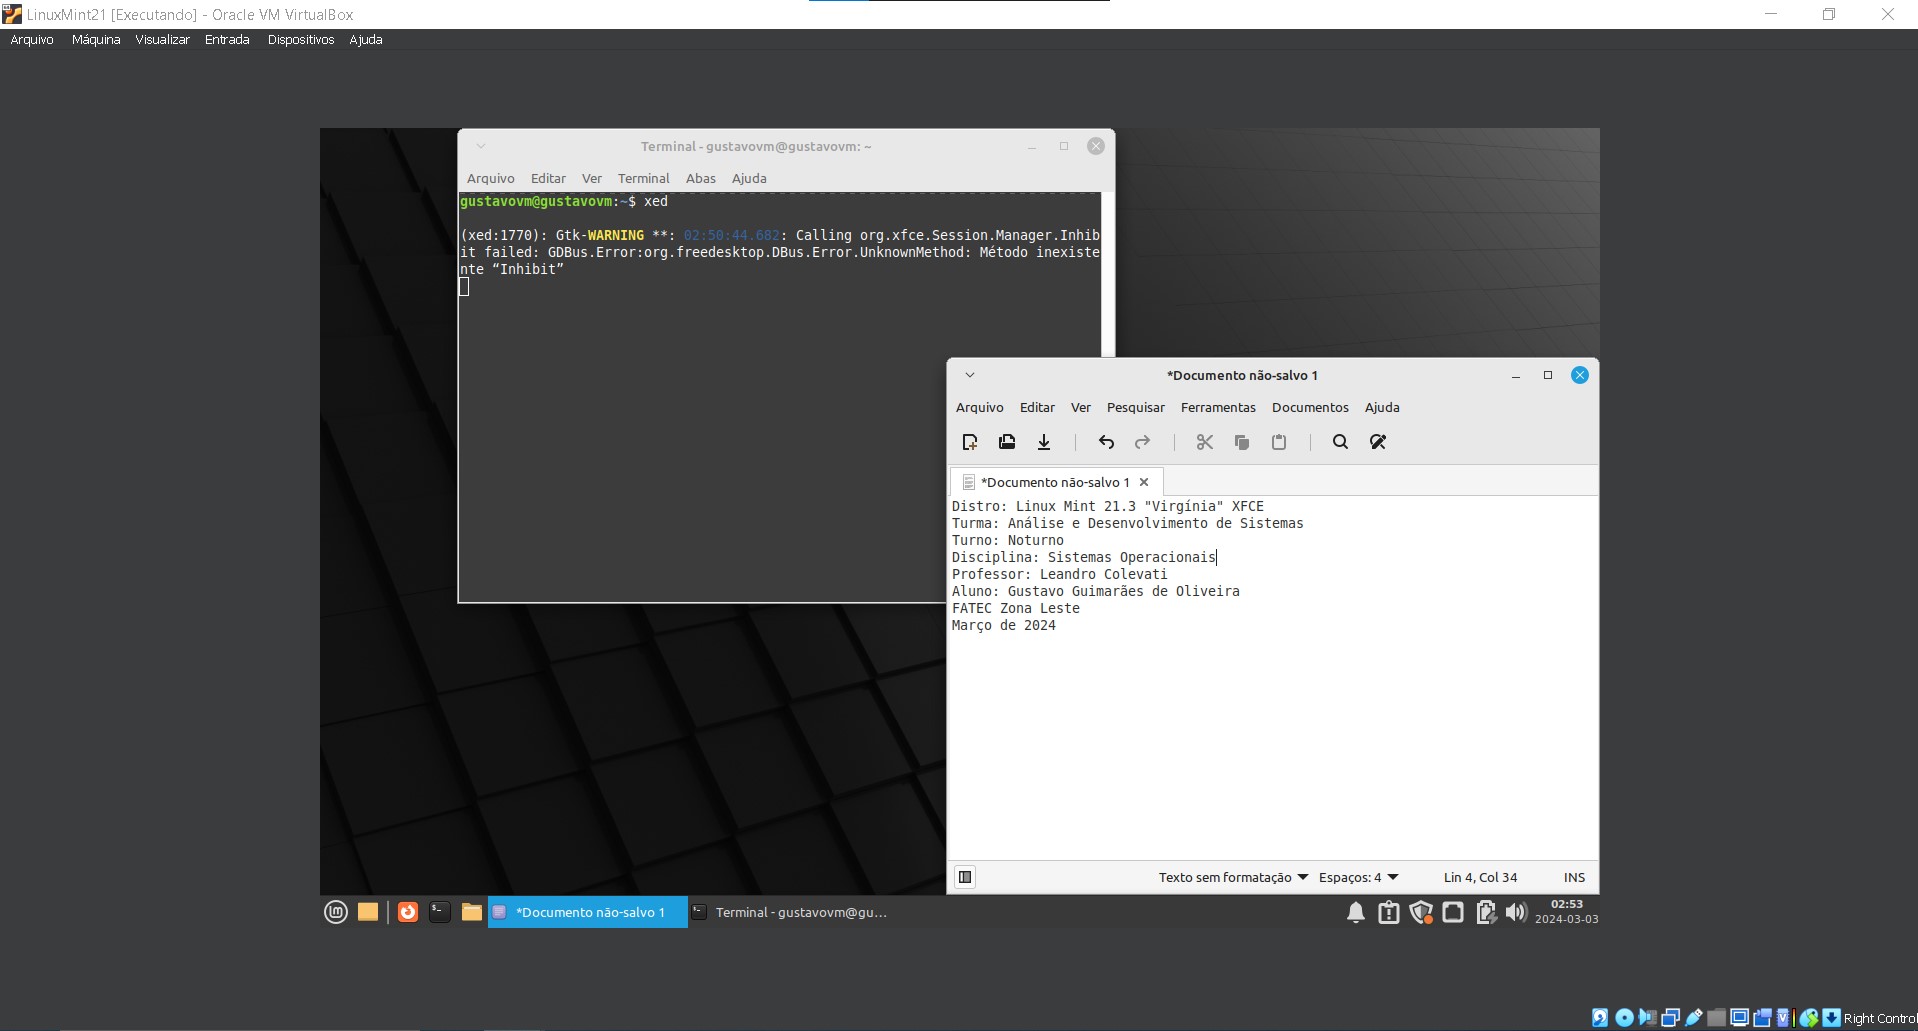 LinuxMint21 [Executando] - Oracle VM VirtualBox
Arquivo Máquina Visualizar Entrada Dispositivos Ajuda
Terminal - gustavovm@gustavovm: ~
Arquivo Editar Ver Terminal Abas Ajuda
gustavovm@gustavovm:~$ xed
(xed:1770): Gtk-WARNING **: 02:50:44.682: Calling org.xfce.Session.Manager.Inhib
it failed: GDBus.Error:org.freedesktop.DBus.Error.UnknownMethod: Método inexiste
nte “Inhibit”
*Documento não-salvo 1
Arquivo Editar Ver Pesquisar Ferramentas Documentos Ajuda
*Documento não-salvo 1
Distro: Linux Mint 21.3 "Virgínia" XFCE
Turma: Análise e Desenvolvimento de Sistemas
Turno: Noturno
Disciplina: Sistemas Operacionais
Professor: Leandro Colevati
Aluno: Gustavo Guimarães de Oliveira
FATEC Zona Leste
Março de 2024
Texto sem formatação Espaços: 4 Lin 4, Col 34 INS
*Documento não-salvo 1 Terminal - gustavovm@gu... 02:53
2024-03-03
Right Control